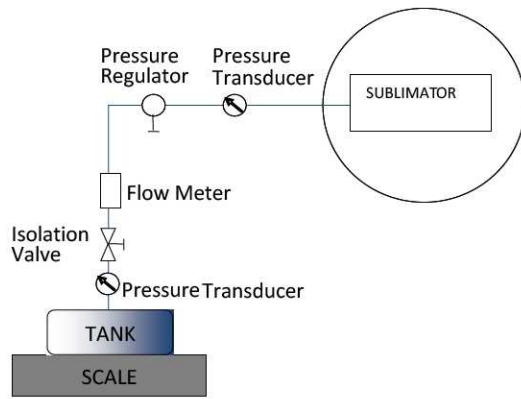 Pressure
Regulator
Pressure
Transducer
SUBLIMATOR
Flow Meter
Isolation
Valve
Pressure Transducer
TANK
SCALE